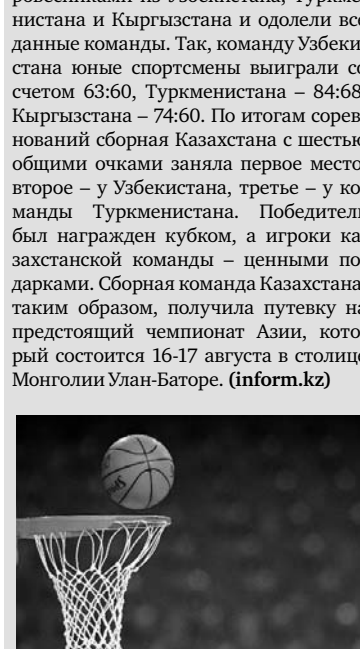 ровесниками из Узбекистана, Туркме
нистана и Кыргызстана и одолели все
данные команды. Так, команду Узбеки
стана юные спортсмены выиграли со
счетом 63:60, Туркменистана – 84:68
Кыргызстана – 74:60. По итогам сорев
нований сборная Казахстана с шестью
общими очками заняла первое место
второе – у Узбекистана, третье – у ко
манды Туркменистана. Победитель
был награжден кубком, а игроки ка
захстанской команды – ценными по
дарками. Сборная команда Казахстана
таким образом, получила путевку на
предстоящий чемпионат Азии, кото
рый состоится 16-17 августа в столице
Монголии Улан-Баторе. (inform.kz)